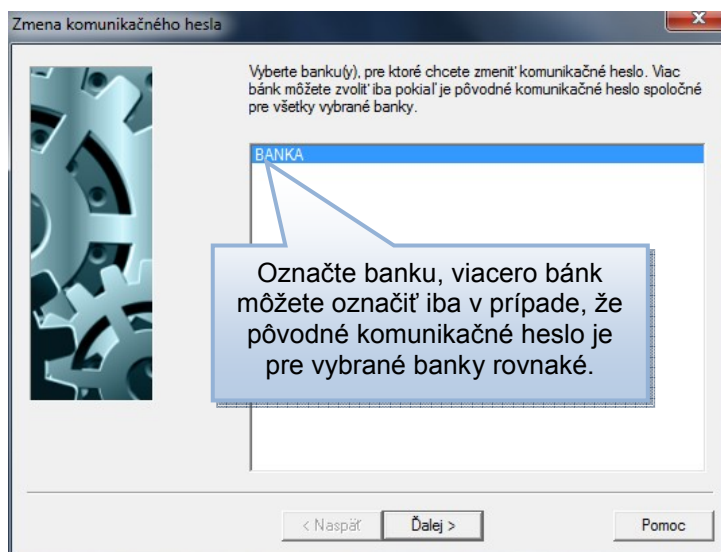 Zmena komunikačného hesla
Vyberte banku(y), pre ktoré chcete zmeniť komunikačné heslo. Viac
bánk môžete zvoliť iba pokiaľ je pôvodné komunikačné heslo spoločné
pre všetky vybrané banky.
BANKA
Označte banku, viacero bánk
môžete označiť iba v prípade, že
pôvodné komunikačné heslo je
pre vybrané banky rovnaké.
< Naspäť
Ďalej >
Pomoc